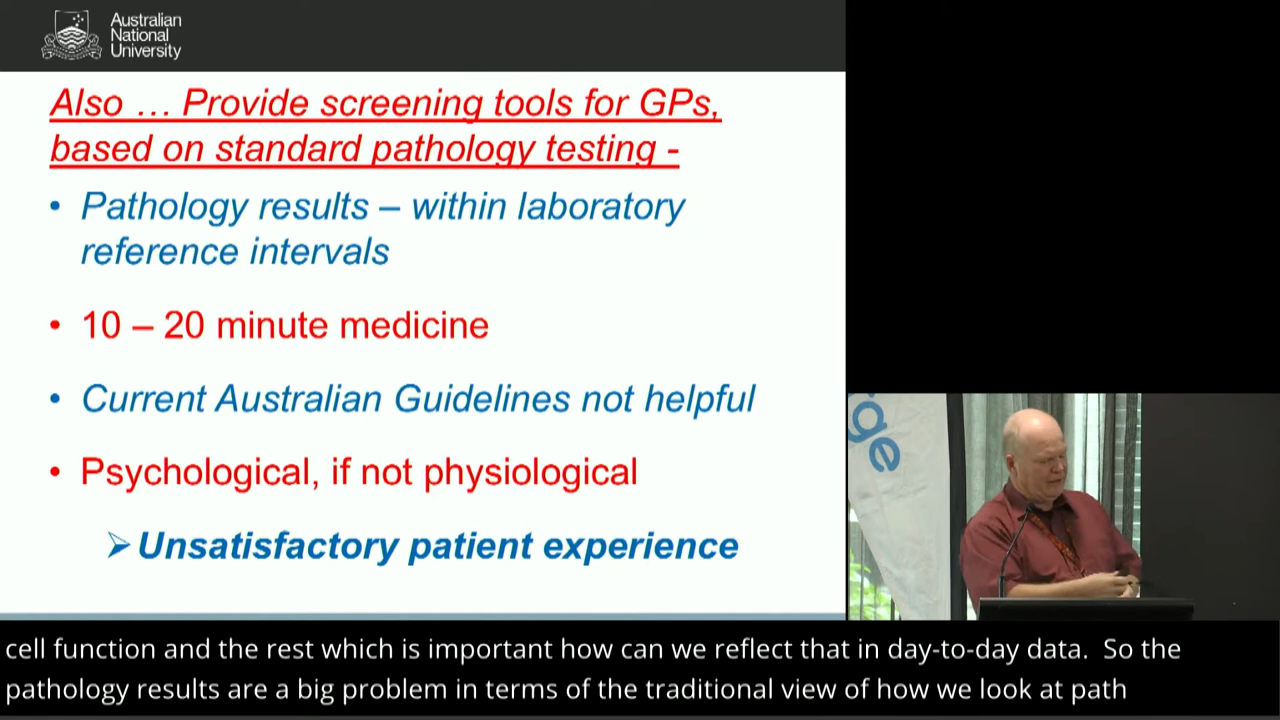 Australian
National
University
Also … Provide screening tools for GPs,
based on standard pathology testing -
• Pathology results – within laboratory
reference intervals
• 10 – 20 minute medicine
• Current Australian Guidelines not helpful
• Psychological, if not physiological
➢ Unsatisfactory patient experience
ge
cell function and the rest which is important how can we reflect that in day-to-day data. So the
pathology results are a big problem in terms of the traditional view of how we look at path